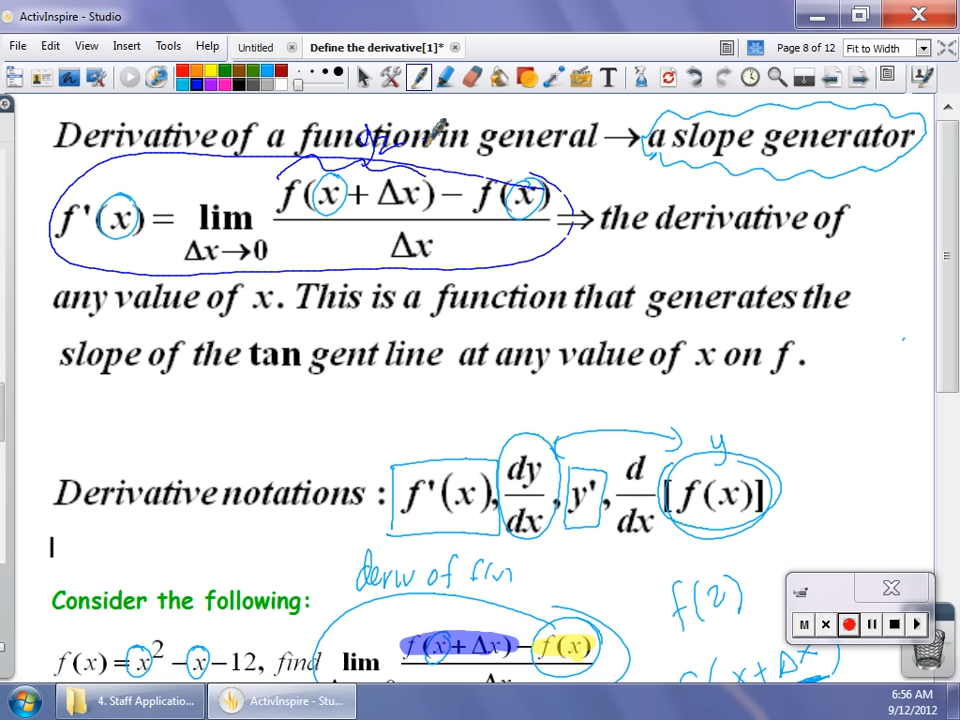 ActivInspire - Studio
File Edit View Insert Tools Help Untitled Define the derivative[1]* Page 8 of 12 Fit to Width
Derivative of a function in general → a slope generator
f'(x) = lim Δx→0 f(x + Δx) − f(x) / Δx ⇒ the derivative of
any value of x. This is a function that generates the
slope of the tan gent line at any value of x on f.
y
Derivative notations : f'(x), dy/dx, y', d/dx [f(x)]
deriv of f(x)
Consider the following:
f(2)
f(x) = x² − x − 12, find lim f(x + Δx) − f(x)
f(x + Δx
M
4. Staff Applicatio... ActivInspire - Stu...
6:56 AM
9/12/2012